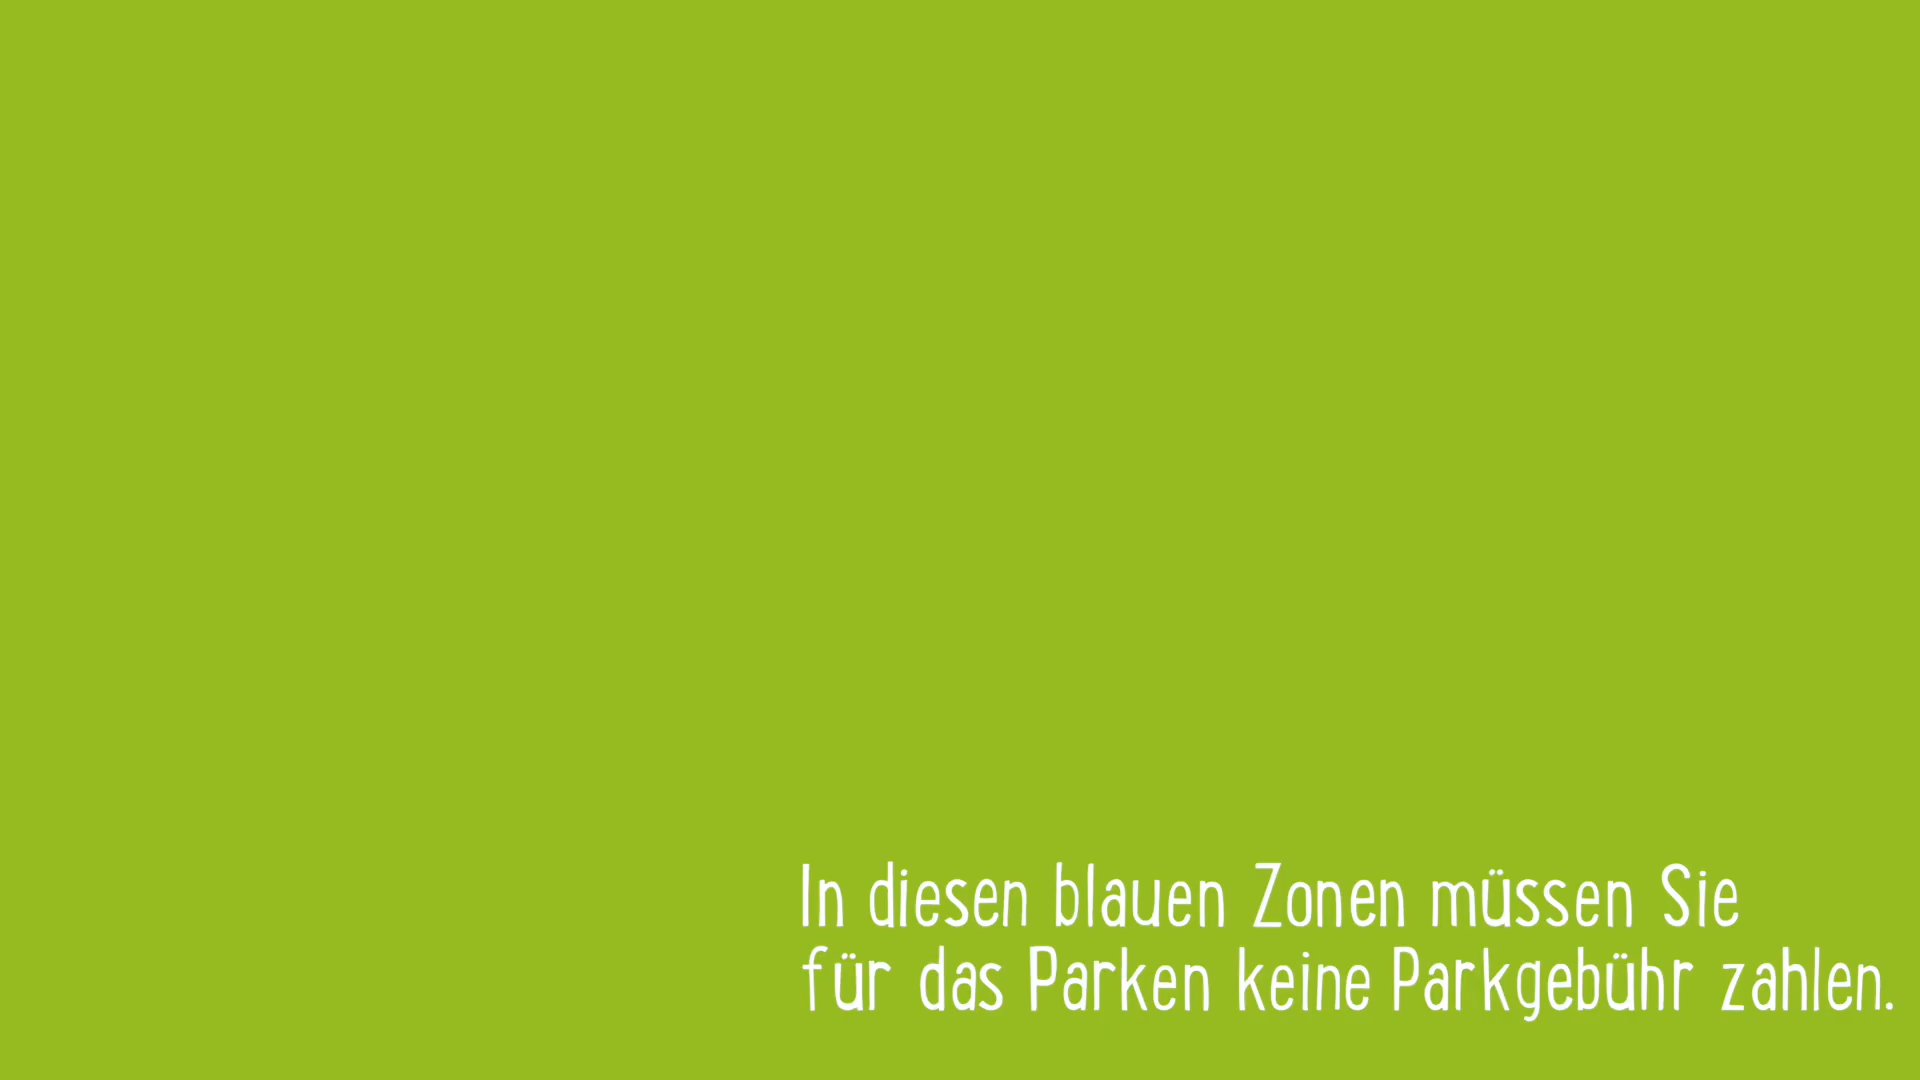 In diesen blauen Zonen müssen Sie
für das Parken keine Parkgebühr zahlen.